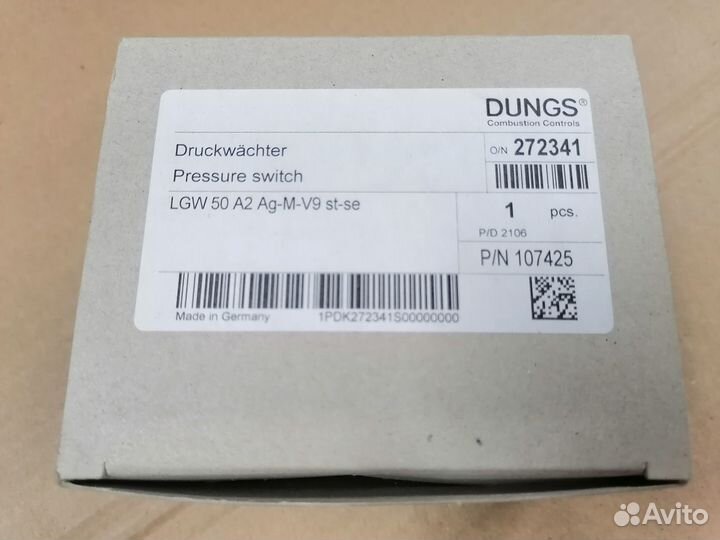 DUNGS®
Combustion Controls
Druckwächter
Pressure switch
O/N 272341
LGW 50 A2 Ag-M-V9 st-se
1 pcs.
P/D 2106
P/N 107425
Made in Germany
1PDK272341S00000000
Avito